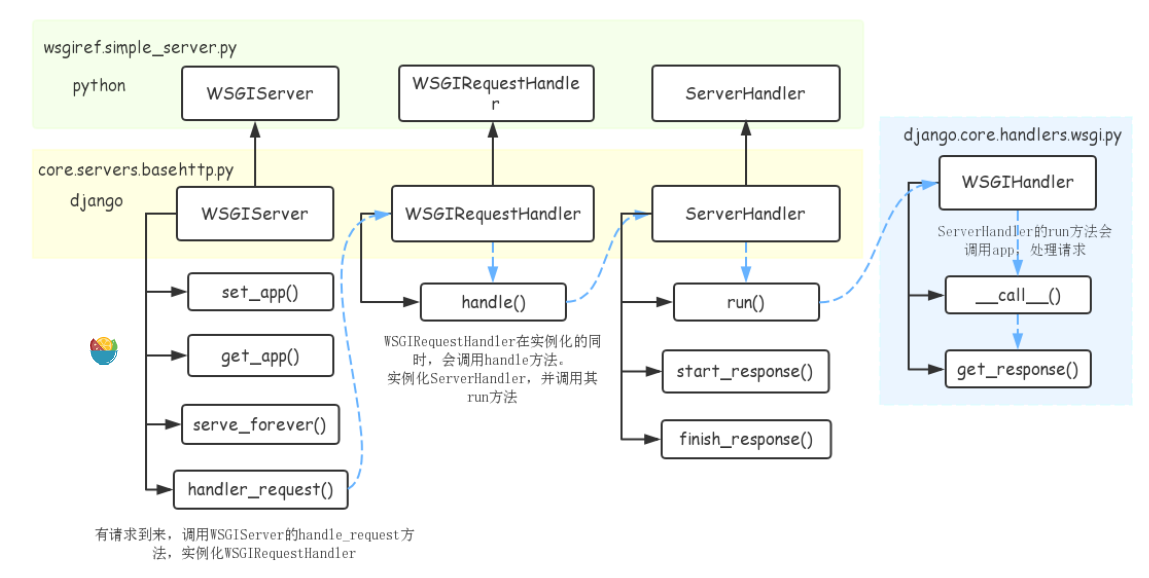 wsgiref.simple_server.py
python
WSGIServer
WSGIRequestHandle
r
ServerHandler
django.core.handlers.wsgi.py
core.servers.basehttp.py
django
WSGIServer
WSGIRequestHandler
ServerHandler
WSGIHandler
ServerHandler的run方法会
调用app，处理请求
set_app()
handle()
run()
__call__()
WSGIRequestHandler在实例化的同
时，会调用handle方法。
实例化ServerHandler，并调用其
run方法
get_app()
start_response()
get_response()
serve_forever()
finish_response()
handler_request()
有请求到来，调用WSGIServer的handle_request方
法，实例化WSGIRequestHandler